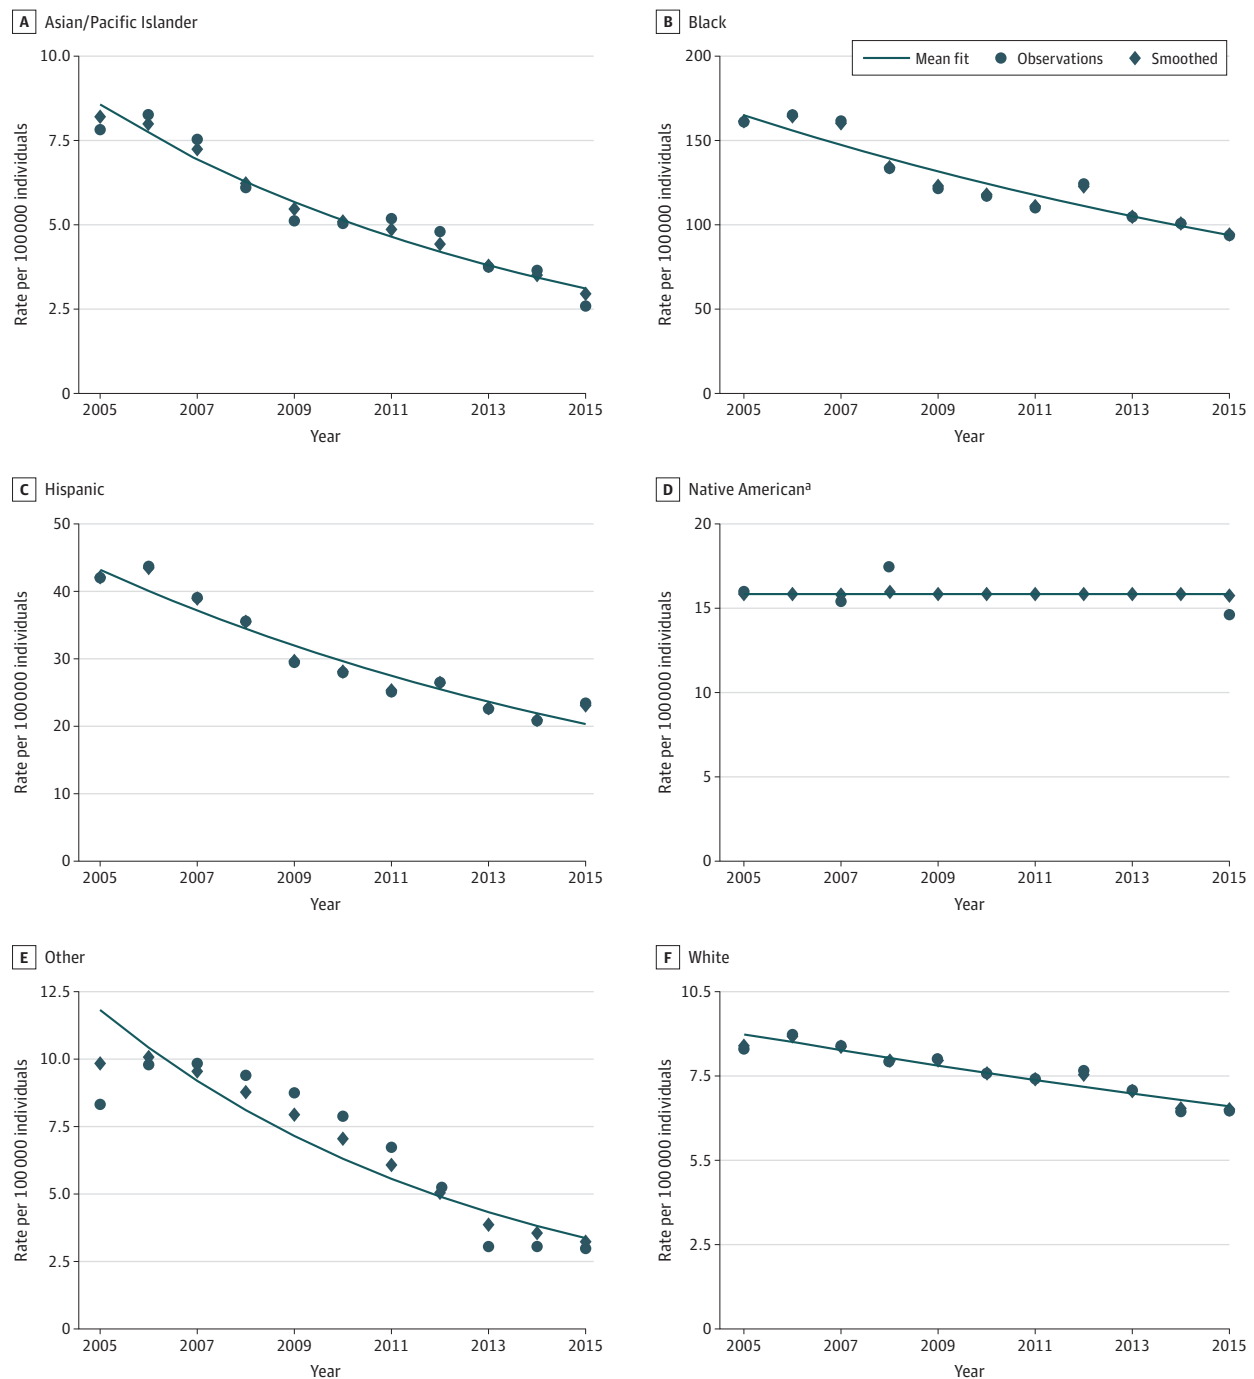 A Asian/Pacific Islander
Rate per 100 000 individuals
10.0
7.5
5.0
2.5
0
2005 2007 2009 2011 2013 2015
Year
B Black
Mean fit Observations Smoothed
Rate per 100 000 individuals
200
150
100
50
0
2005 2007 2009 2011 2013 2015
Year
C Hispanic
Rate per 100 000 individuals
50
40
30
20
10
0
2005 2007 2009 2011 2013 2015
Year
D Native Americanᵃ
Rate per 100 000 individuals
20
15
10
5
0
2005 2007 2009 2011 2013 2015
Year
E Other
Rate per 100 000 individuals
12.5
10.0
7.5
5.0
2.5
0
2005 2007 2009 2011 2013 2015
Year
F White
Rate per 100 000 individuals
10.5
7.5
5.5
2.5
0
2005 2007 2009 2011 2013 2015
Year